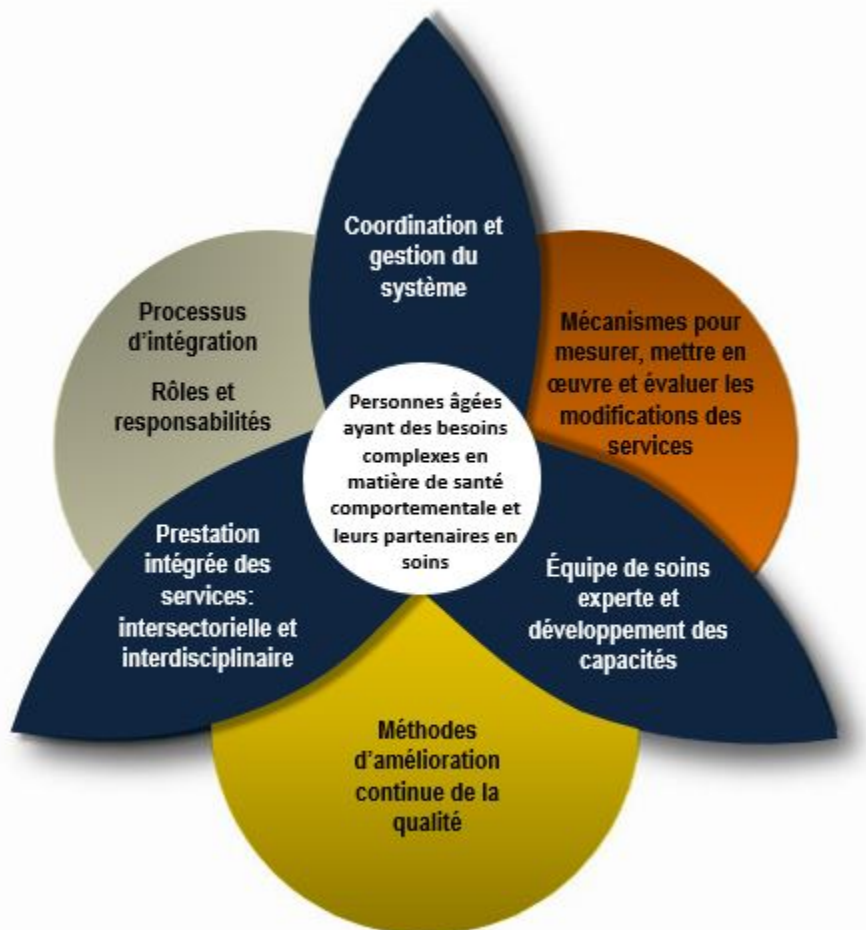 Coordination et
gestion du
système
Processus
d'intégration
Rôles et
responsabilités
Mécanismes pour
mesurer, mettre en
œuvre et évaluer les
modifications des
services
Personnes âgées
ayant des besoins
complexes en
matière de santé
comportementale et
leurs partenaires en
soins
Prestation
intégrée des
services:
intersectorielle et
interdisciplinaire
Équipe de soins
experte et
développement des
capacités
Méthodes
d'amélioration
continue de la
qualité